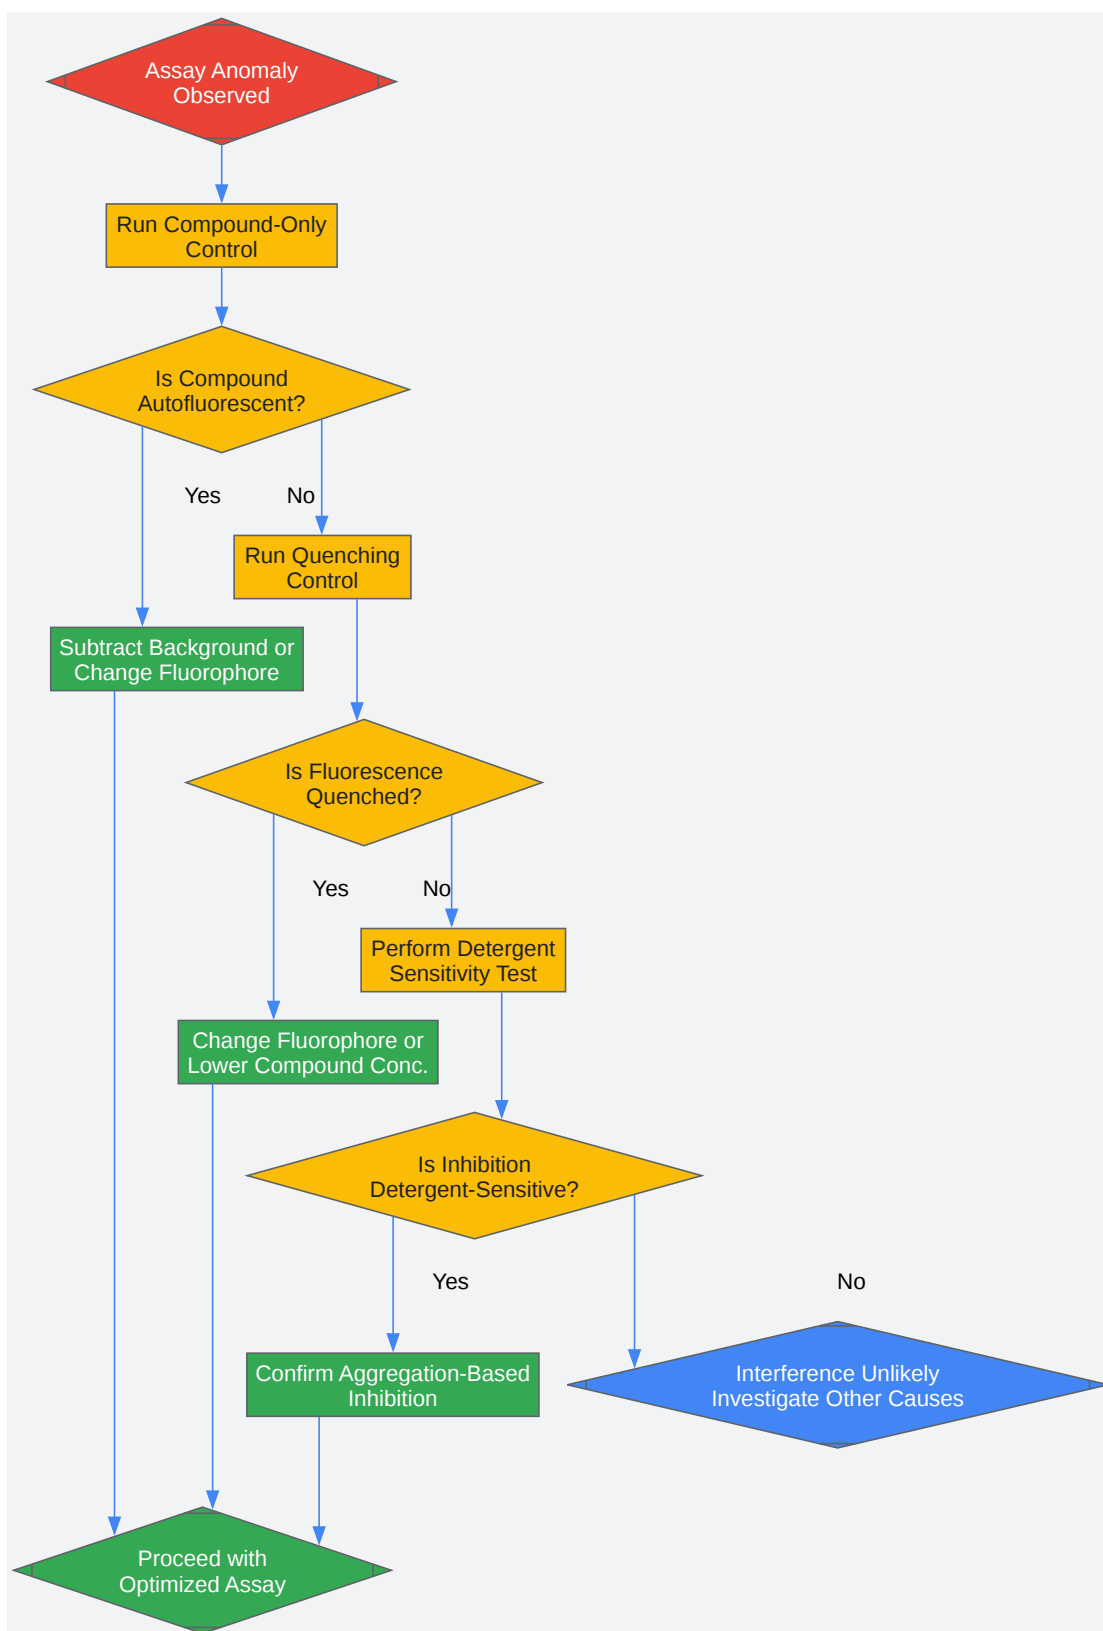 Assay Anomaly
Observed
Run Compound-Only
Control
Is Compound
Autofluorescent?
Yes
No
Run Quenching
Control
Subtract Background or
Change Fluorophore
Is Fluorescence
Quenched?
Yes
No
Perform Detergent
Sensitivity Test
Change Fluorophore or
Lower Compound Conc.
Is Inhibition
Detergent-Sensitive?
Yes
No
Confirm Aggregation-Based
Inhibition
Interference Unlikely
Investigate Other Causes
Proceed with
Optimized Assay